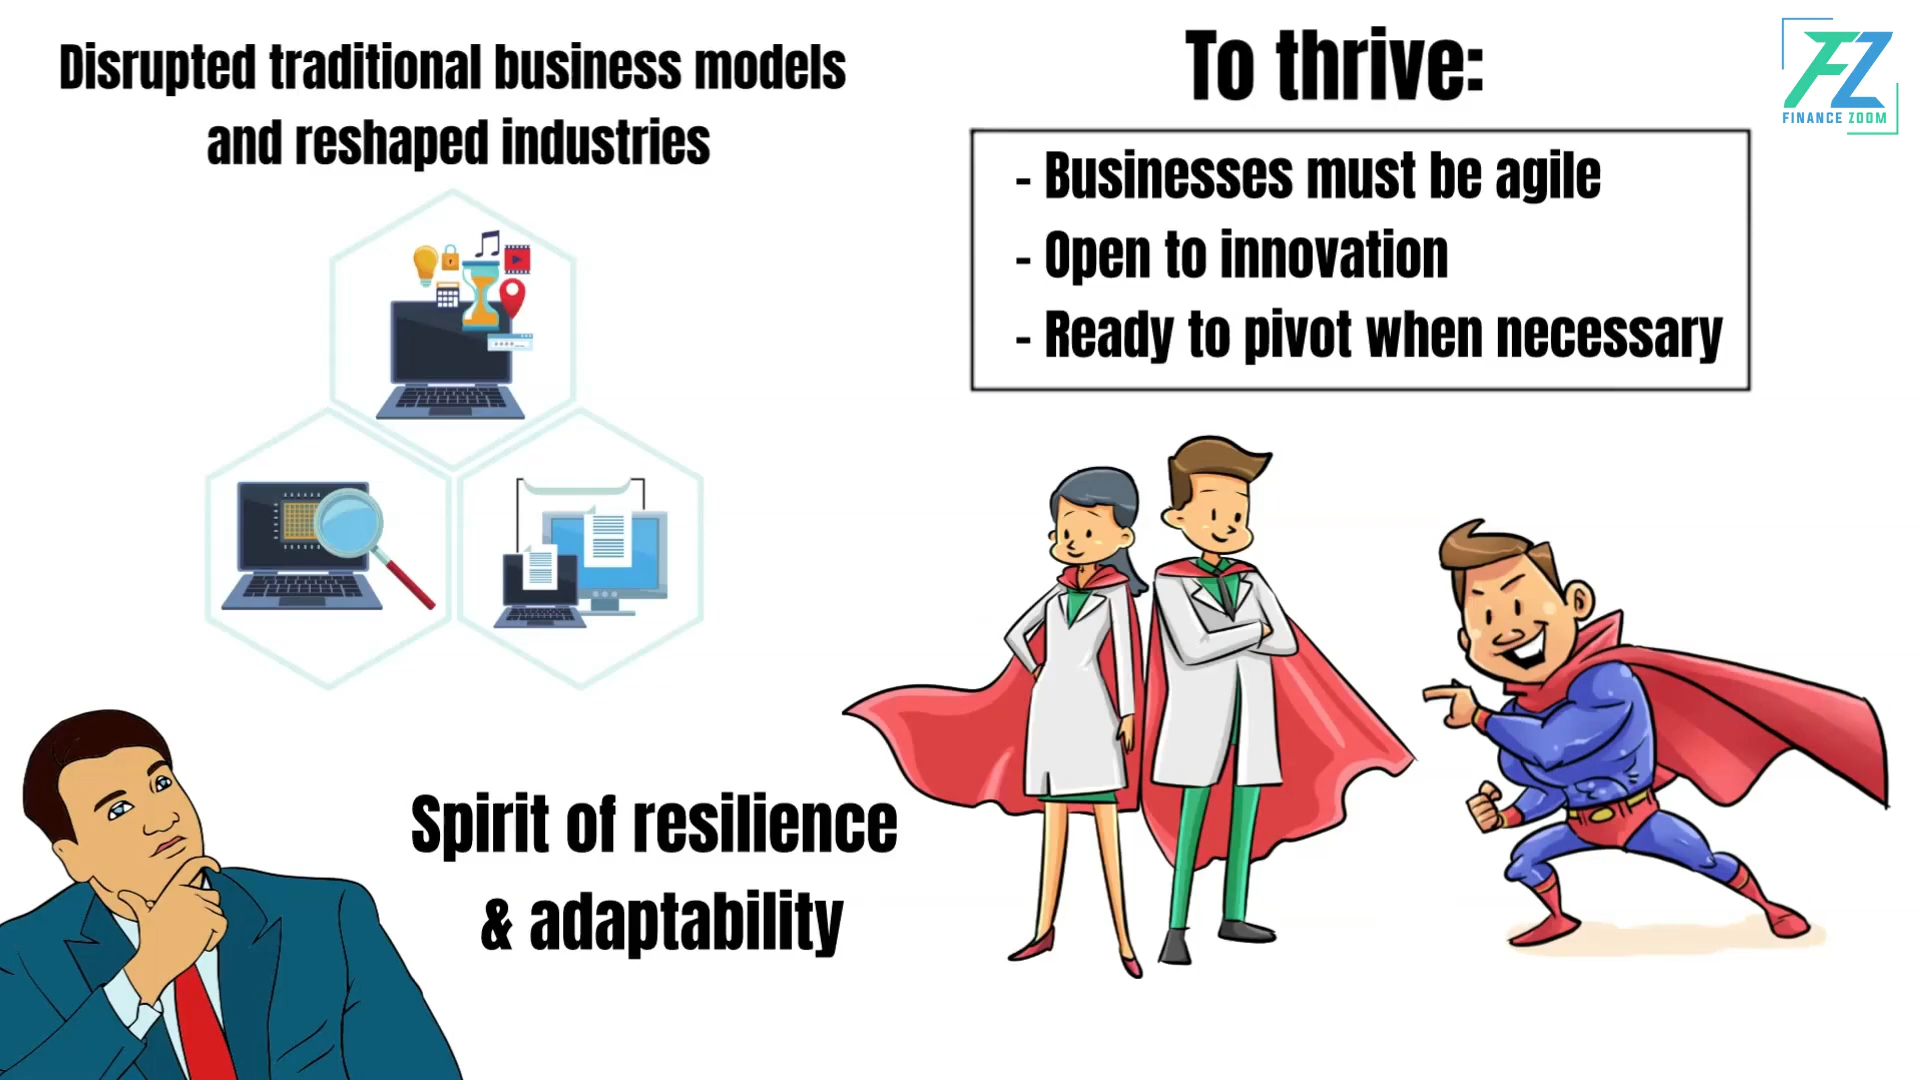 Disrupted traditional business models
and reshaped industries
To thrive:
- Businesses must be agile
- Open to innovation
- Ready to pivot when necessary
Spirit of resilience
& adaptability
FZ
FINANCE ZOOM